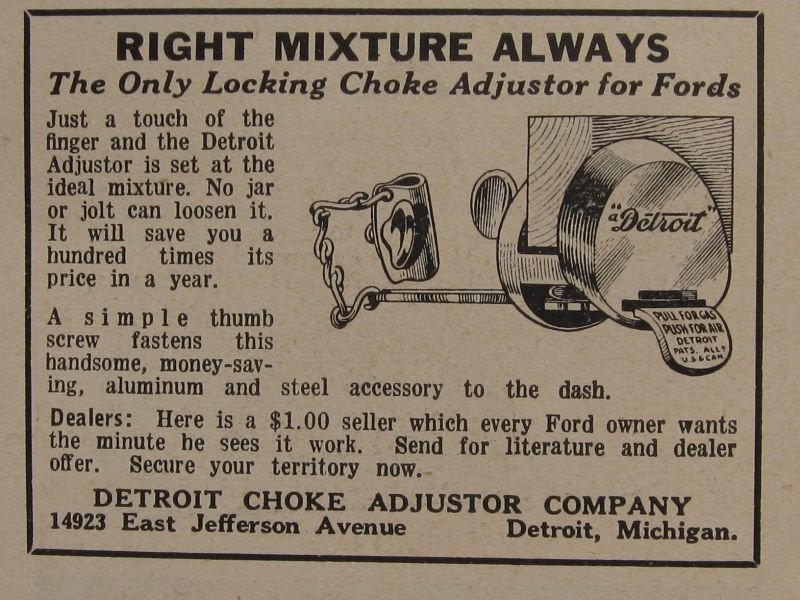 RIGHT MIXTURE ALWAYS
The Only Locking Choke Adjustor for Fords
Just a touch of the
finger and the Detroit
Adjustor is set at the
ideal mixture. No jar
or jolt can loosen it.
It will save you a
hundred times its
price in a year.
A simple thumb
screw fastens this
handsome, money-sav-
ing, aluminum and steel accessory to the dash.
"a Detroit"
PULL FOR GAS
PUSH FOR AIR
DETROIT
PATS. ALL'D
U.S & CAN
Dealers: Here is a $1.00 seller which every Ford owner wants
the minute he sees it work. Send for literature and dealer
offer. Secure your territory now.
DETROIT CHOKE ADJUSTOR COMPANY
14923 East Jefferson Avenue Detroit, Michigan.